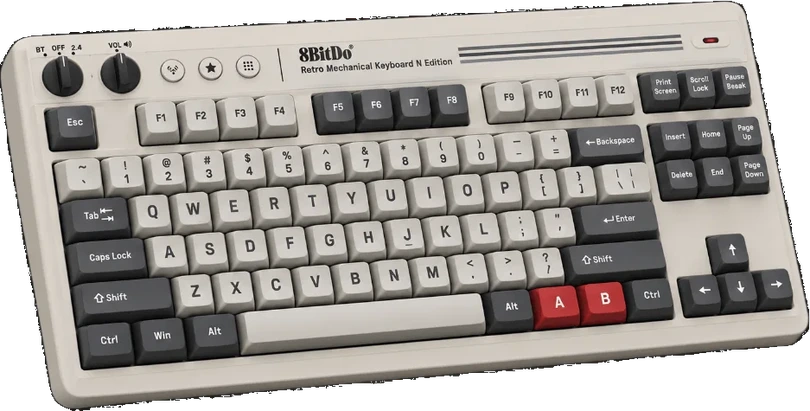 BT OFF 2.4 VOL
8BitDo
Retro Mechanical Keyboard N Edition
Esc F1 F2 F3 F4 F5 F6 F7 F8 F9 F10 F11 F12 Print Screen Scroll Lock Pause Break
~ ` ! 1 @ 2 # 3 $ 4 % 5 ^ 6 & 7 * 8 ( 9 ) 0 _ - + = ←Backspace Insert Home Page Up
Tab Q W E R T Y U I O P { [ } ] | \ Delete End Page Down
Caps Lock A S D F G H J K L : ; " ' Enter
⇧Shift Z X C V B N M < , > . ? / ⇧Shift ↑
Ctrl Win Alt Alt A B Ctrl ← ↓ →